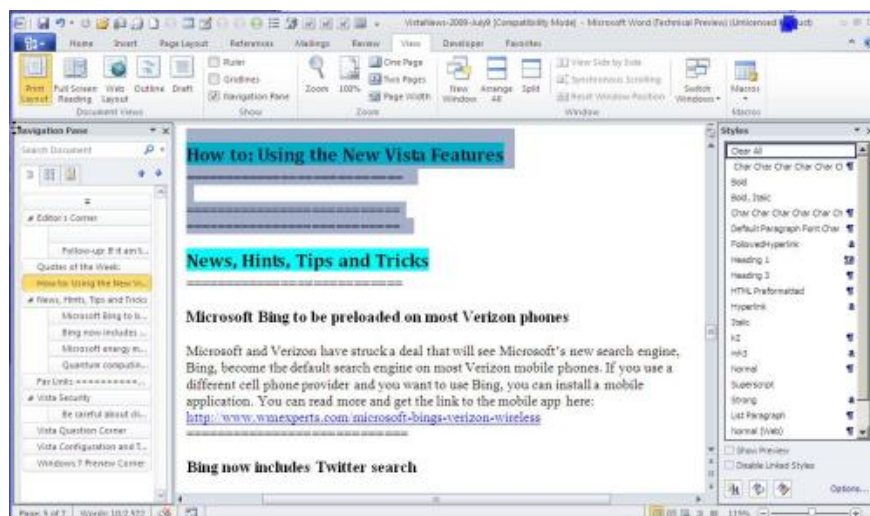 VistaNews-2009-July9 [Compatibility Mode] - Microsoft Word (Technical Preview) (Unlicensed
Home Insert Page Layout References Mailings Review View Developer Favorites
Print Layout
Full Screen Reading
Web Layout
Outline
Draft
Document Views
Ruler
Gridlines
Navigation Pane
Show
Zoom
100%
One Page
Two Pages
Page Width
Zoom
New Window
Arrange All
Split
View Side by Side
Synchronous Scrolling
Reset Window Position
Window
Switch Windows
Macros
Macros
Navigation Pane
Search Document
Editor's Corner
Follow-up: If it ain't...
Quotes of the Week:
How to: Using the New Vi...
News, Hints, Tips and Tricks
Microsoft Bing to b...
Bing now includes ...
Microsoft energy m...
Quantum computin...
Fav Links ==========...
Vista Security
Be careful about cli...
Vista Question Corner
Vista Configuration and T...
Windows 7 Preview Corner
How to: Using the New Vista Features
News, Hints, Tips and Tricks
Microsoft Bing to be preloaded on most Verizon phones
Microsoft and Verizon have struck a deal that will see Microsoft's new search engine,
Bing, become the default search engine on most Verizon mobile phones. If you use a
different cell phone provider and you want to use Bing, you can install a mobile
application. You can read more and get the link to the mobile app here:
http://www.winexperts.com/microsoft-bings-verizon-wireless
Bing now includes Twitter search
Styles
Clear All
Char Char Char Char Char C
Bold
Bold, Italic
Char Char Char Char Char Ch
Default Paragraph Font Char
FollowedHyperlink
Heading 1
Heading 3
HTML Preformatted
Hyperlink
Italic
k2
mh3
Normal
Superscript
Strong
List Paragraph
Normal (Web)
Show Preview
Disable Linked Styles
Options...
Page: 5 of 7
Words: 10/2,522
115%